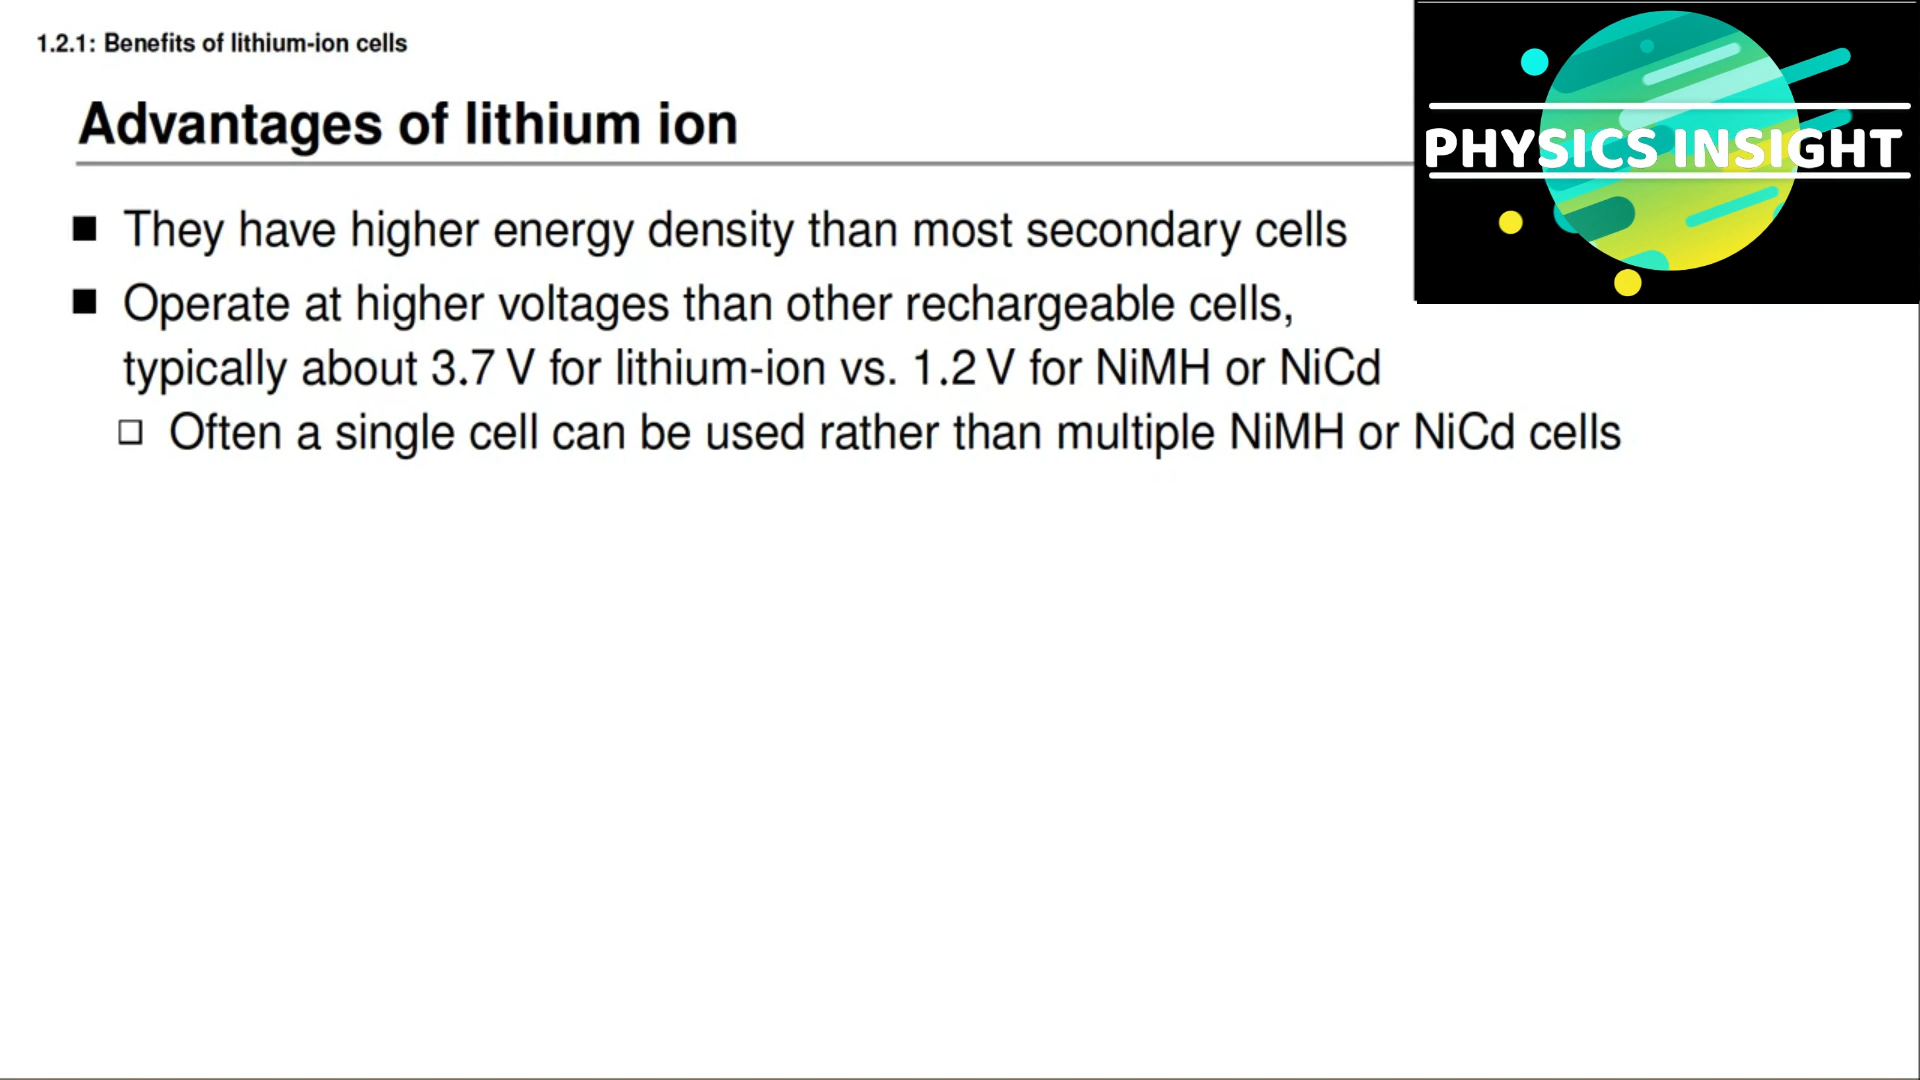 1.2.1: Benefits of lithium-ion cells
Advantages of lithium ion
PHYSICS INSIGHT
They have higher energy density than most secondary cells
Operate at higher voltages than other rechargeable cells,
typically about 3.7 V for lithium-ion vs. 1.2 V for NiMH or NiCd
Often a single cell can be used rather than multiple NiMH or NiCd cells